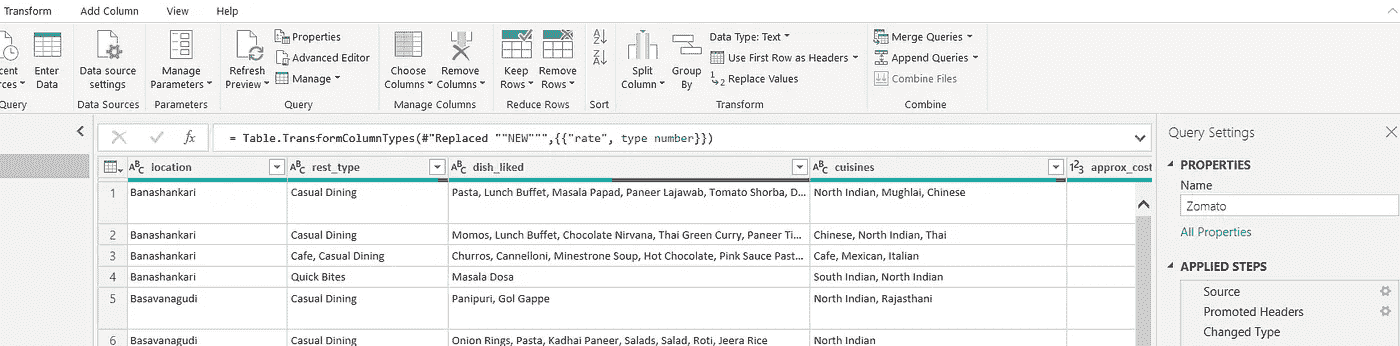 Transform Add Column View Help
cent
rces
Enter
Data
Query
Data source
settings
Data Sources
Manage
Parameters
Parameters
Refresh
Preview
Properties
Advanced Editor
Manage
Query
Choose
Columns
Remove
Columns
Manage Columns
Keep
Rows
Remove
Rows
Reduce Rows
A
Z
Z
A
Sort
Split
Column
Group
By
Data Type: Text
Use First Row as Headers
1
2 Replace Values
Transform
Merge Queries
Append Queries
Combine Files
Combine
fx = Table.TransformColumnTypes(#"Replaced ""NEW""",{{"rate", type number}})
ABC location ABC rest_type ABC dish_liked ABC cuisines 123 approx_cost
1 Banashankari Casual Dining Pasta, Lunch Buffet, Masala Papad, Paneer Lajawab, Tomato Shorba, D... North Indian, Mughlai, Chinese
2 Banashankari Casual Dining Momos, Lunch Buffet, Chocolate Nirvana, Thai Green Curry, Paneer Ti... Chinese, North Indian, Thai
3 Banashankari Cafe, Casual Dining Churros, Cannelloni, Minestrone Soup, Hot Chocolate, Pink Sauce Past... Cafe, Mexican, Italian
4 Banashankari Quick Bites Masala Dosa South Indian, North Indian
5 Basavanagudi Casual Dining Panipuri, Gol Gappe North Indian, Rajasthani
6 Basavanagudi Casual Dining Onion Rings, Pasta, Kadhai Paneer, Salads, Salad, Roti, Jeera Rice North Indian
Query Settings
PROPERTIES
Name
Zomato
All Properties
APPLIED STEPS
Source
Promoted Headers
Changed Type